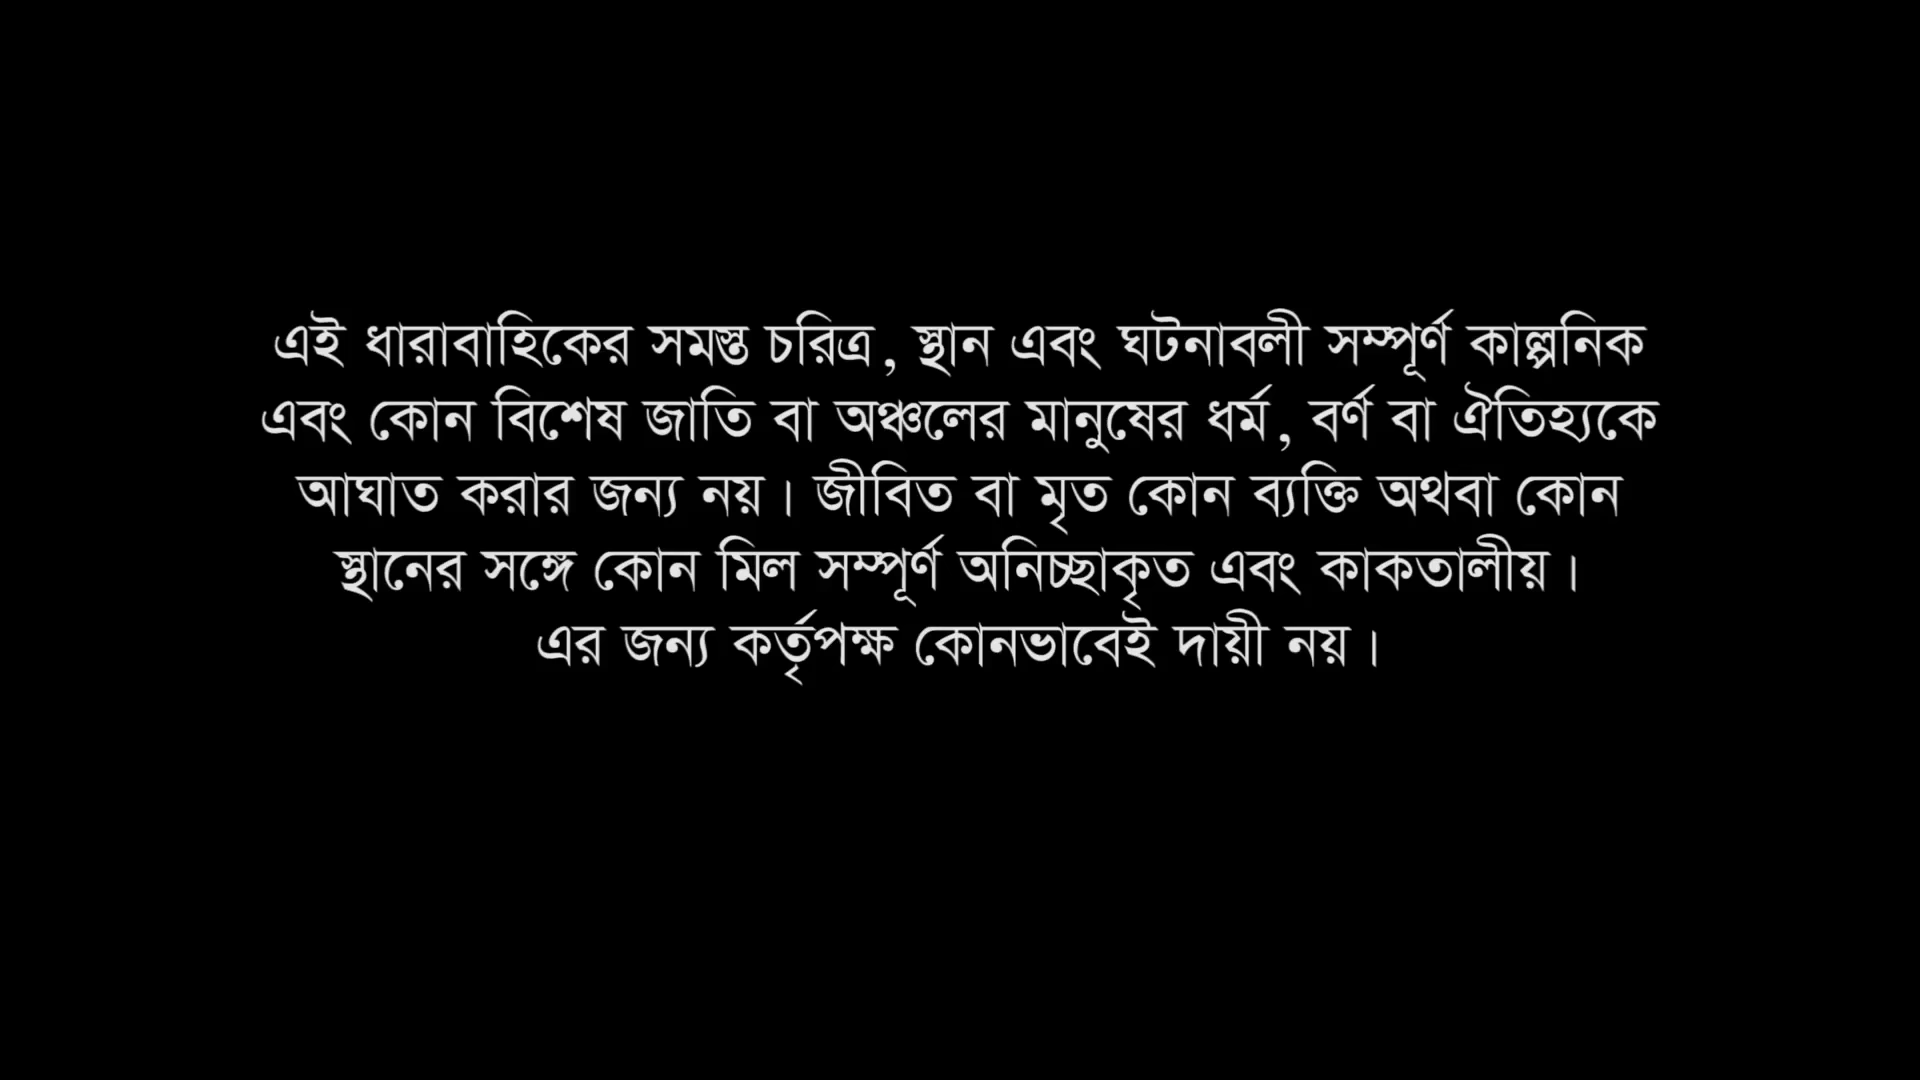 এই ধারাবাহিকের সমস্ত চরিত্র, স্থান এবং ঘটনাবলী সম্পূর্ণ কাল্পনিক
এবং কোন বিশেষ জাতি বা অঞ্চলের মানুষের ধর্ম, বর্ণ বা ঐতিহ্যকে
আঘাত করার জন্য নয়। জীবিত বা মৃত কোন ব্যক্তি অথবা কোন
স্থানের সঙ্গে কোন মিল সম্পূর্ণ অনিচ্ছাকৃত এবং কাকতালীয়।
এর জন্য কর্তৃপক্ষ কোনভাবেই দায়ী নয়।